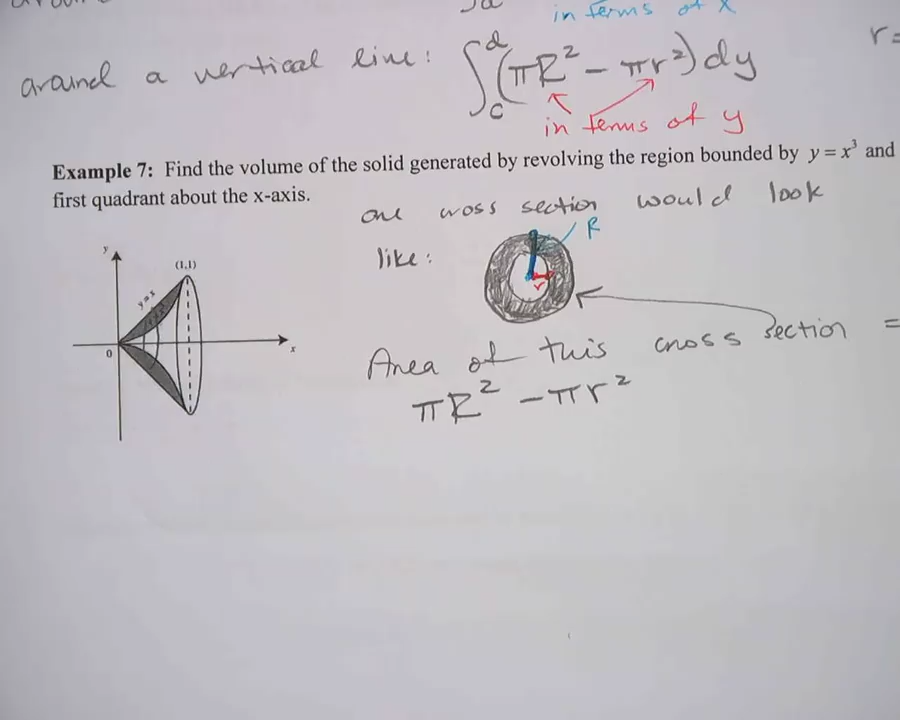 in terms of x
around a vertical line: ∫_c^d (πR² − πr²) dy
r=
in terms of y
Example 7: Find the volume of the solid generated by revolving the region bounded by y = x³ and
first quadrant about the x-axis.
one cross section would look
like:
R
r
y
(1,1)
y = x
0
x
Area of this cross section =
πR² − πr²